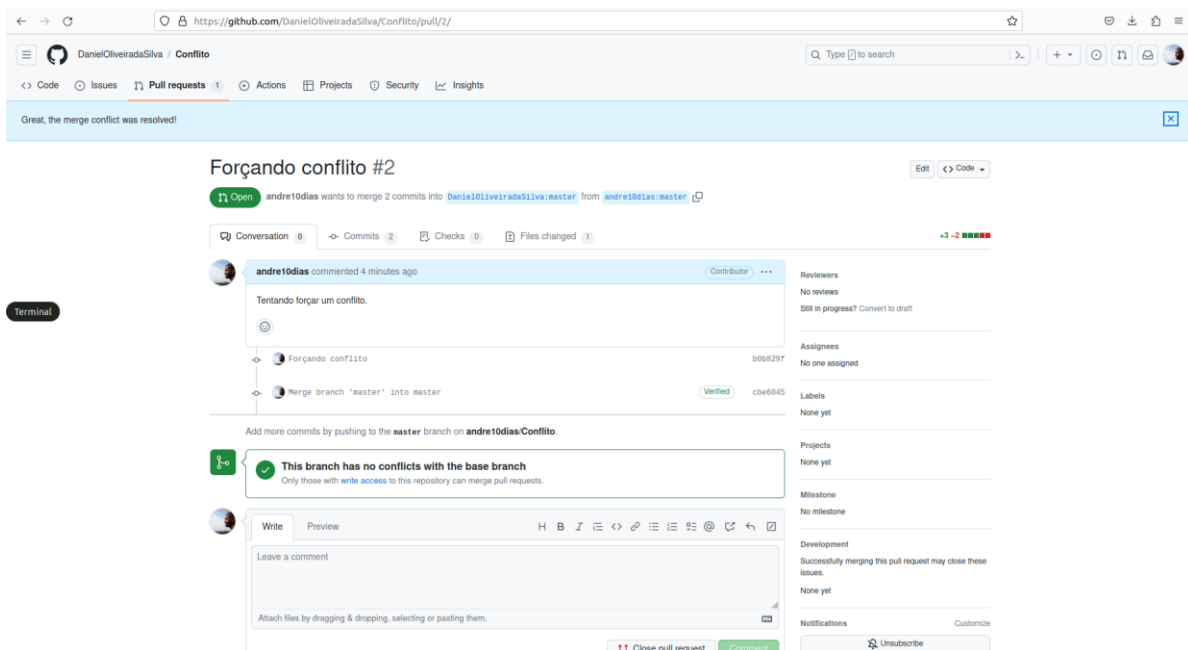 https://github.com/DanielOliveiradaSilva/Conflito/pull/2/
DanielOliveiradaSilva / Conflito
Type / to search
Code Issues Pull requests 1 Actions Projects Security Insights
Great, the merge conflict was resolved!
Forçando conflito #2
Edit Code
Open andre10dias wants to merge 2 commits into DanielOliveiradaSilva:master from andre10dias:master
Conversation 0 Commits 2 Checks 0 Files changed 1
+3 −2
andre10dias commented 4 minutes ago
Contributor
Tentando forçar um conflito.
Terminal
Forçando conflito b0b829f
Merge branch 'master' into master Verified cbe6045
Add more commits by pushing to the master branch on andre10dias/Conflito.
This branch has no conflicts with the base branch
Only those with write access to this repository can merge pull requests.
Write Preview
H B I
Leave a comment
Attach files by dragging & dropping, selecting or pasting them.
Close pull request Comment
Reviewers
No reviews
Still in progress? Convert to draft
Assignees
No one assigned
Labels
None yet
Projects
None yet
Milestone
No milestone
Development
Successfully merging this pull request may close these
issues.
None yet
Notifications Customize
Unsubscribe